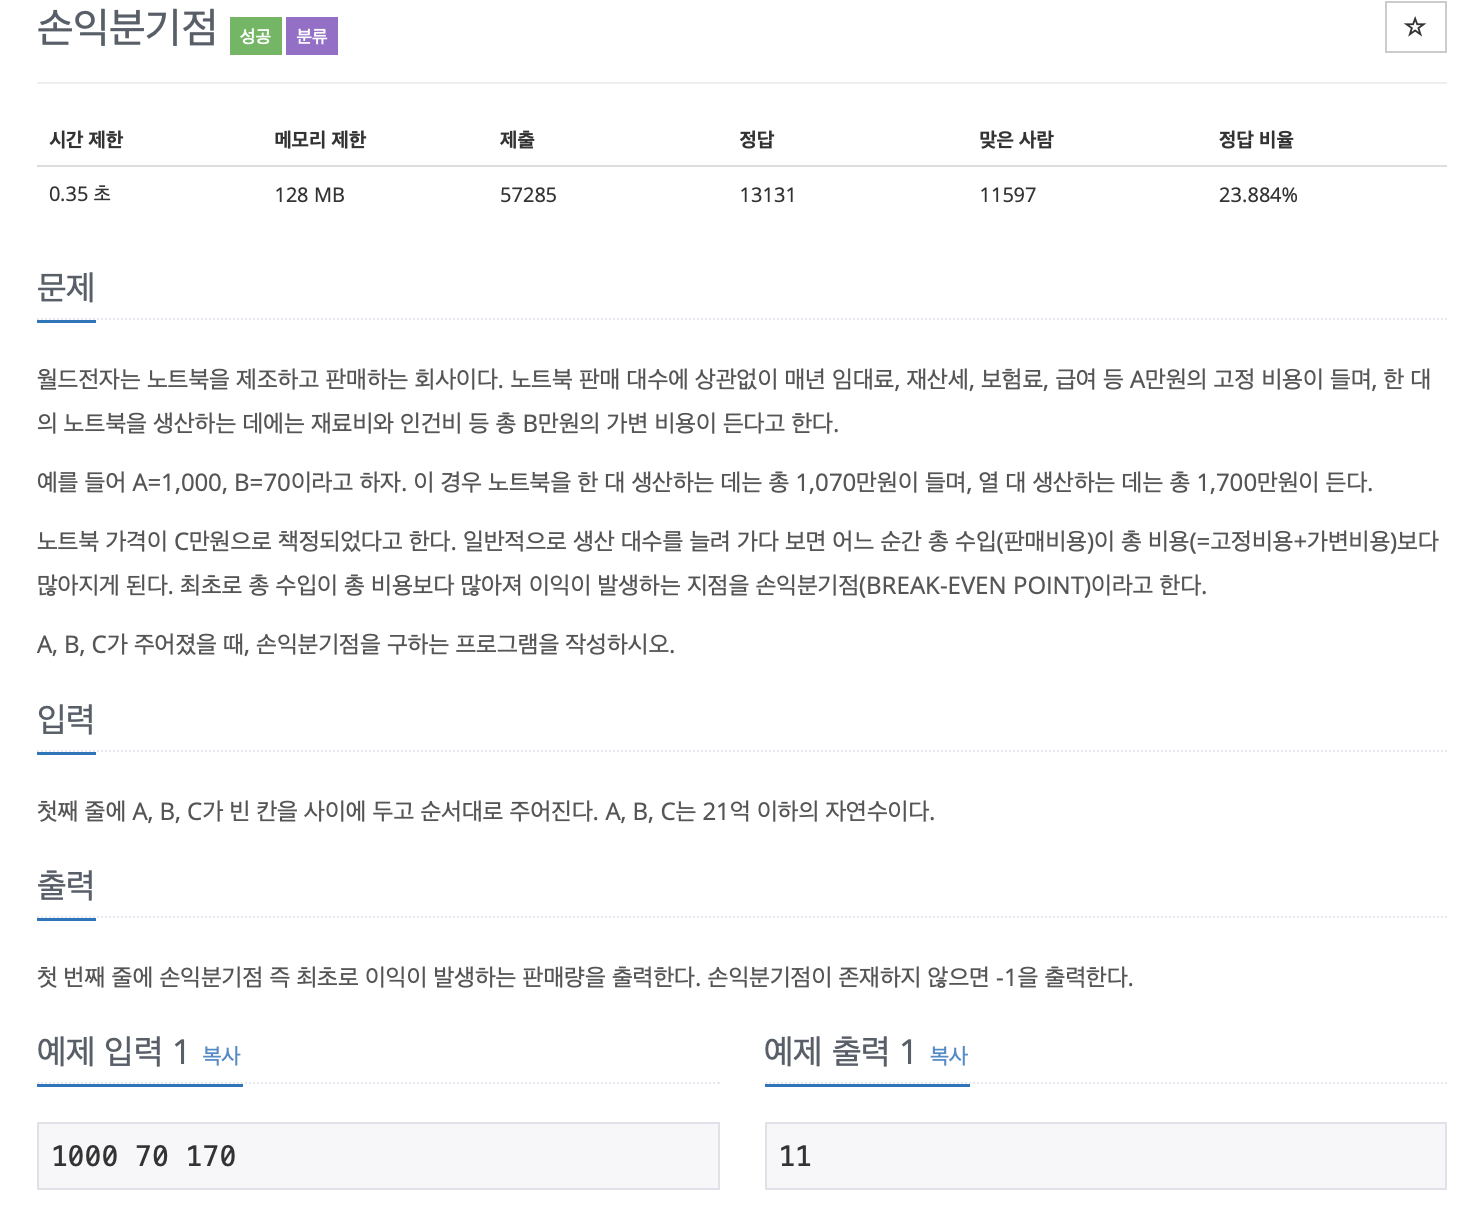 손익분기점 성공 분류
시간 제한 메모리 제한 제출 정답 맞은 사람 정답 비율
0.35 초 128 MB 57285 13131 11597 23.884%
문제
월드전자는 노트북을 제조하고 판매하는 회사이다. 노트북 판매 대수에 상관없이 매년 임대료, 재산세, 보험료, 급여 등 A만원의 고정 비용이 들며, 한 대
의 노트북을 생산하는 데에는 재료비와 인건비 등 총 B만원의 가변 비용이 든다고 한다.
예를 들어 A=1,000, B=70이라고 하자. 이 경우 노트북을 한 대 생산하는 데는 총 1,070만원이 들며, 열 대 생산하는 데는 총 1,700만원이 든다.
노트북 가격이 C만원으로 책정되었다고 한다. 일반적으로 생산 대수를 늘려 가다 보면 어느 순간 총 수입(판매비용)이 총 비용(=고정비용+가변비용)보다
많아지게 된다. 최초로 총 수입이 총 비용보다 많아져 이익이 발생하는 지점을 손익분기점(BREAK-EVEN POINT)이라고 한다.
A, B, C가 주어졌을 때, 손익분기점을 구하는 프로그램을 작성하시오.
입력
첫째 줄에 A, B, C가 빈 칸을 사이에 두고 순서대로 주어진다. A, B, C는 21억 이하의 자연수이다.
출력
첫 번째 줄에 손익분기점 즉 최초로 이익이 발생하는 판매량을 출력한다. 손익분기점이 존재하지 않으면 -1을 출력한다.
예제 입력 1 복사
1000 70 170
예제 출력 1 복사
11